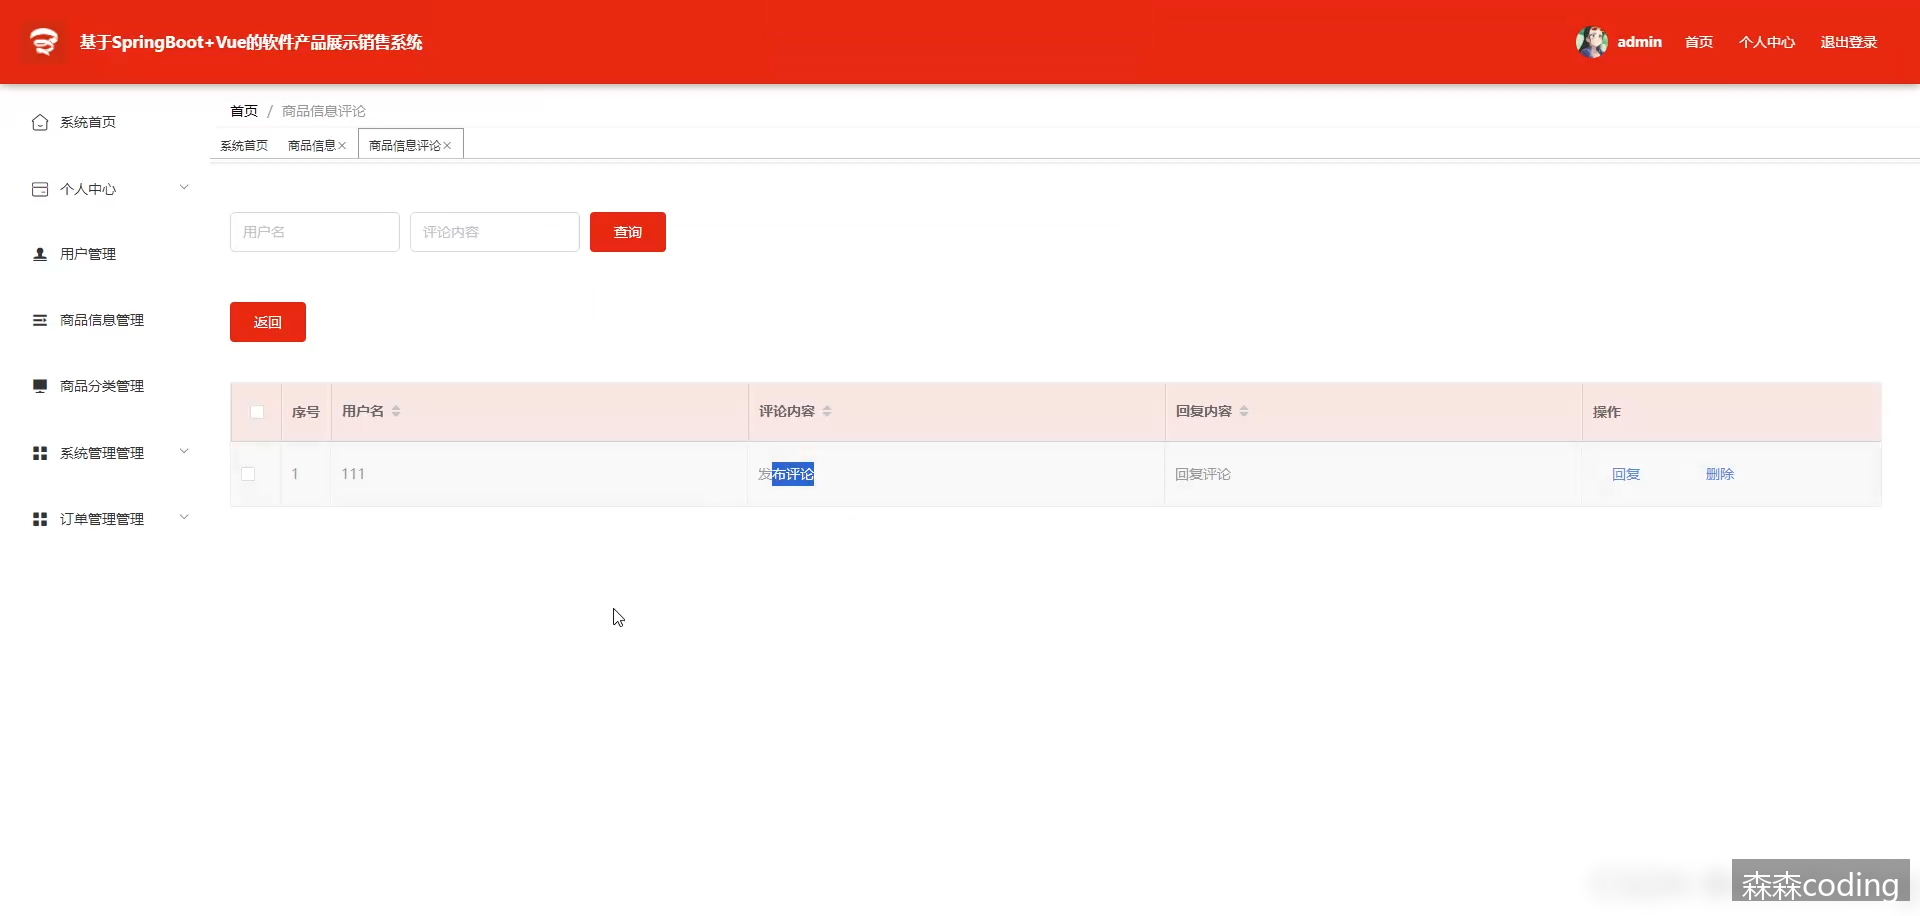 基于SpringBoot+Vue的软件产品展示销售系统
admin 首页 个人中心 退出登录
系统首页
个人中心
用户管理
商品信息管理
商品分类管理
系统管理管理
订单管理管理
首页 / 商品信息评论
系统首页 商品信息× 商品信息评论×
用户名 评论内容 查询
返回
序号 用户名 评论内容 回复内容 操作
1 111 发布评论 回复评论 回复 删除
森森coding